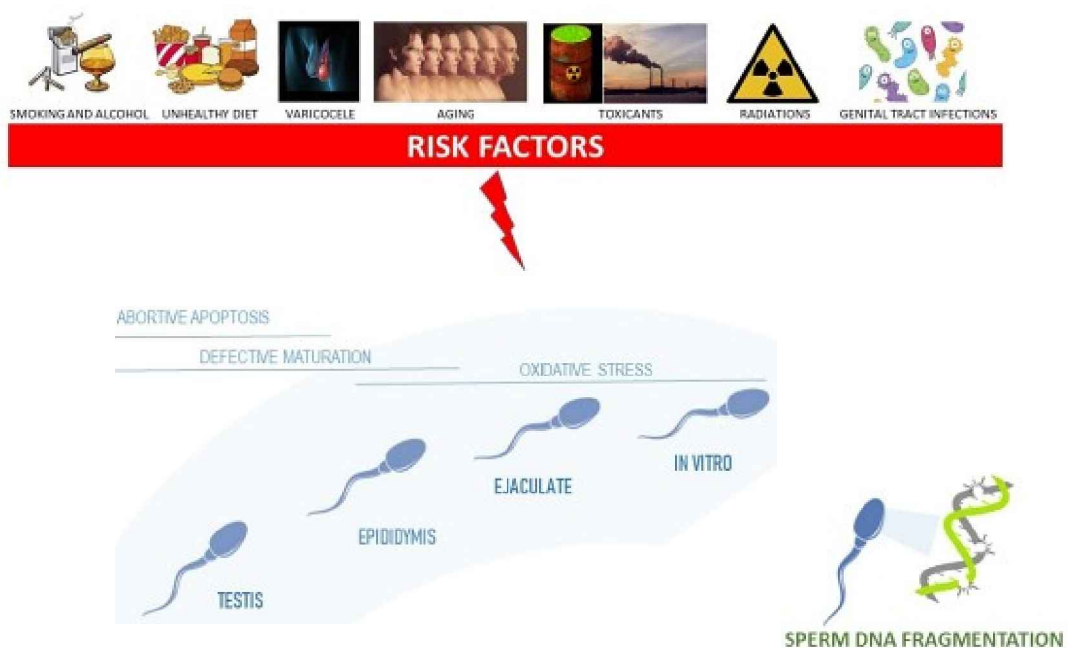 SMOKING AND ALCOHOL UNHEALTHY DIET VARICOCELE AGING TOXICANTS RADIATIONS GENITAL TRACT INFECTIONS
RISK FACTORS
ABORTIVE APOPTOSIS
DEFECTIVE MATURATION
OXIDATIVE STRESS
IN VITRO
EJACULATE
EPIDIDYMIS
TESTIS
SPERM DNA FRAGMENTATION